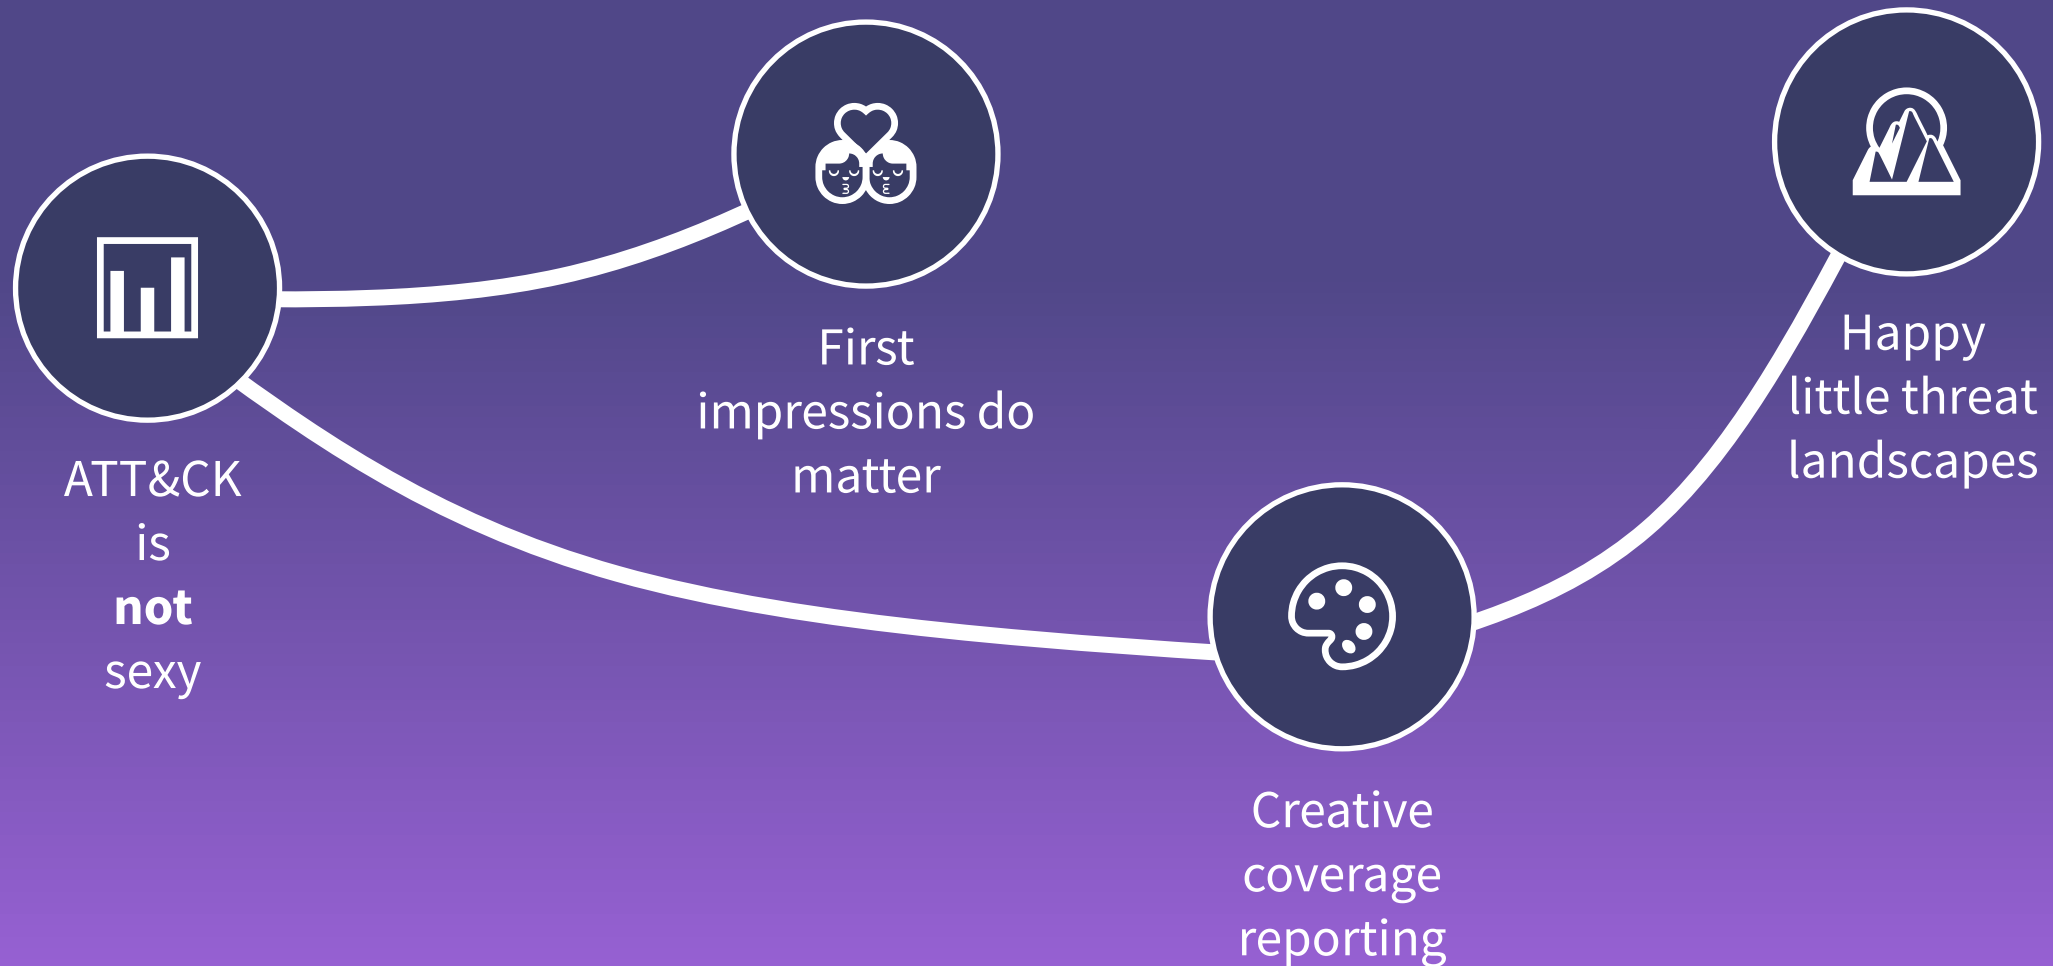 ATT&CK
is
not
sexy
First
impressions do
matter
Creative
coverage
reporting
Happy
little threat
landscapes